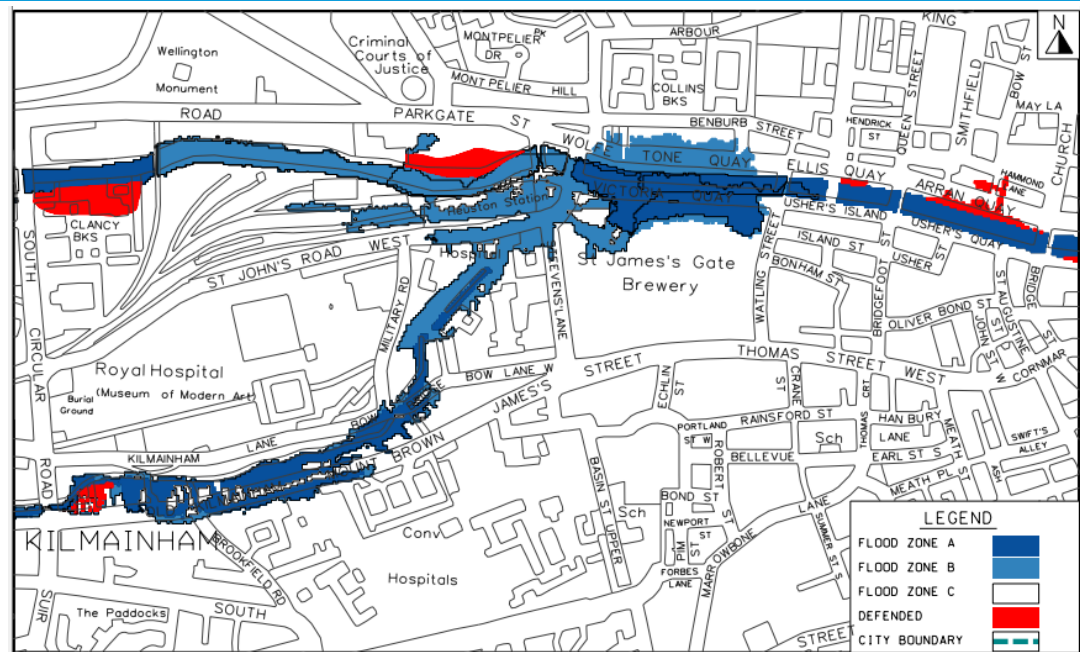 KING
N
Criminal
Courts of
Justice
MONTPELIER
DR
PK
ARBOUR
Wellington
Monument
MONTPELIER HILL
COLLINS
BKS
QUEEN STREET
SMITHFIELD
BOW ST
MAY LA
CHURCH
ROAD
PARKGATE ST
WOLFE TONE QUAY
BENBURB STREET
HENDRICK
ST
HAMMOND
LANE
ELLIS QUAY
ARRAN QUAY
VICTORIA QUAY
USHER'S ISLAND
USHER'S QUAY
Heuston Station
CLANCY
BKS
SOUTH
CIRCULAR
ROAD
ST JOHN'S ROAD WEST
Hospital
MILITARY RD
ST STEVENS'LANE
St James's Gate
Brewery
WATLING STREET
ISLAND ST
BONHAM ST
USHER
ST
BRIDGEFOOT ST
OLIVER BOND ST
ST AUGUSTINE
ST
JOHN ST
W
BRIDGE
ST
CORNMAR
THOMAS STREET WEST
Royal Hospital
(Museum of Modern Art)
Burial
Ground
BOW LANE W
JAMES'S STREET
ECHLIN
ST
CRANE
ST
THOMAS CRT
RAINSFORD ST
HANBURY
LANE
MEATH ST
SWIFT'S
ALLEY
PORTLAND
ST W
ROBERT ST
Sch
BELLEVUE
EARL ST S
KILMAINHAM LANE
MOUNT BROWN
BASIN ST UPPER
Sch
BOND ST
NEWPORT
ST
PIM
ST
FORBES
LANE
MARROWBONE LANE
SUMMER ST S
MEATH PL
ASH
KILMAINHAM
BROOKFIELD RD
Conv
Hospitals
SUIR
The Paddocks
SOUTH
STREET
LEGEND
FLOOD ZONE A
FLOOD ZONE B
FLOOD ZONE C
DEFENDED
CITY BOUNDARY